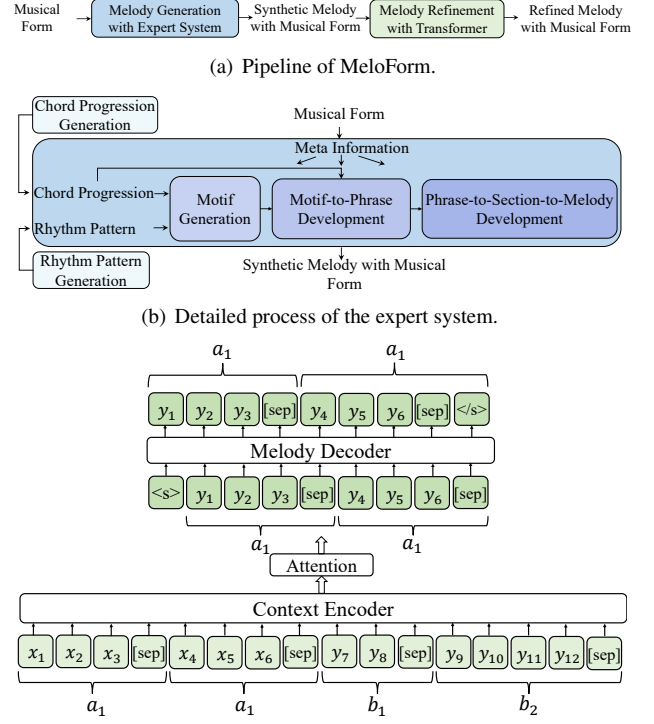 Musical Form
Melody Generation with Expert System
Synthetic Melody with Musical Form
Melody Refinement with Transformer
Refined Melody with Musical Form
(a) Pipeline of MeloForm.
Chord Progression Generation
Musical Form
Meta Information
Chord Progression
Rhythm Pattern
Motif Generation
Motif-to-Phrase Development
Phrase-to-Section-to-Melody Development
Rhythm Pattern Generation
Synthetic Melody with Musical Form
(b) Detailed process of the expert system.
a₁ a₁
y₁ y₂ y₃ [sep] y₄ y₅ y₆ [sep] </s>
Melody Decoder
<s> y₁ y₂ y₃ [sep] y₄ y₅ y₆ [sep]
a₁ a₁
Attention
Context Encoder
x₁ x₂ x₃ [sep] x₄ x₅ x₆ [sep] y₇ y₈ [sep] y₉ y₁₀ y₁₁ y₁₂ [sep]
a₁ a₁ b₁ b₂